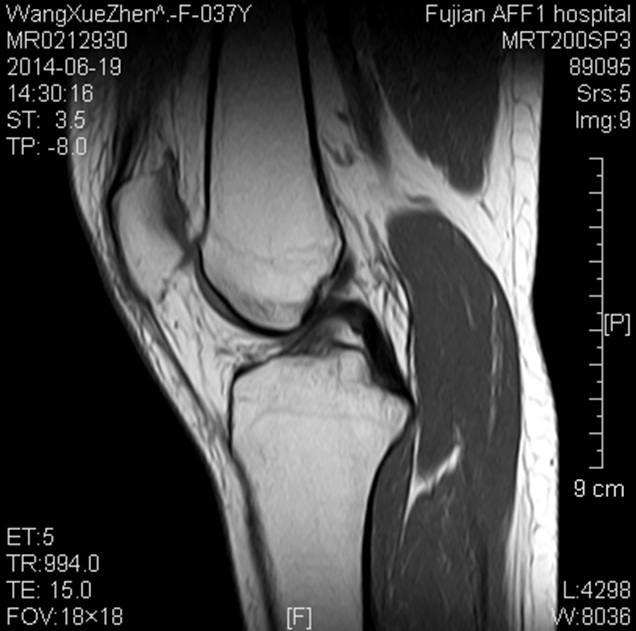 WangXueZhen^.-F-037Y
MR0212930
2014-06-19
14:30:16
ST: 3.5
TP: -8.0
Fujian AFF1 hospital
MRT200SP3
89095
Srs:5
Img:9
[P]
9 cm
ET:5
TR:994.0
TE: 15.0
FOV:18×18
[F]
L:4298
W:8036